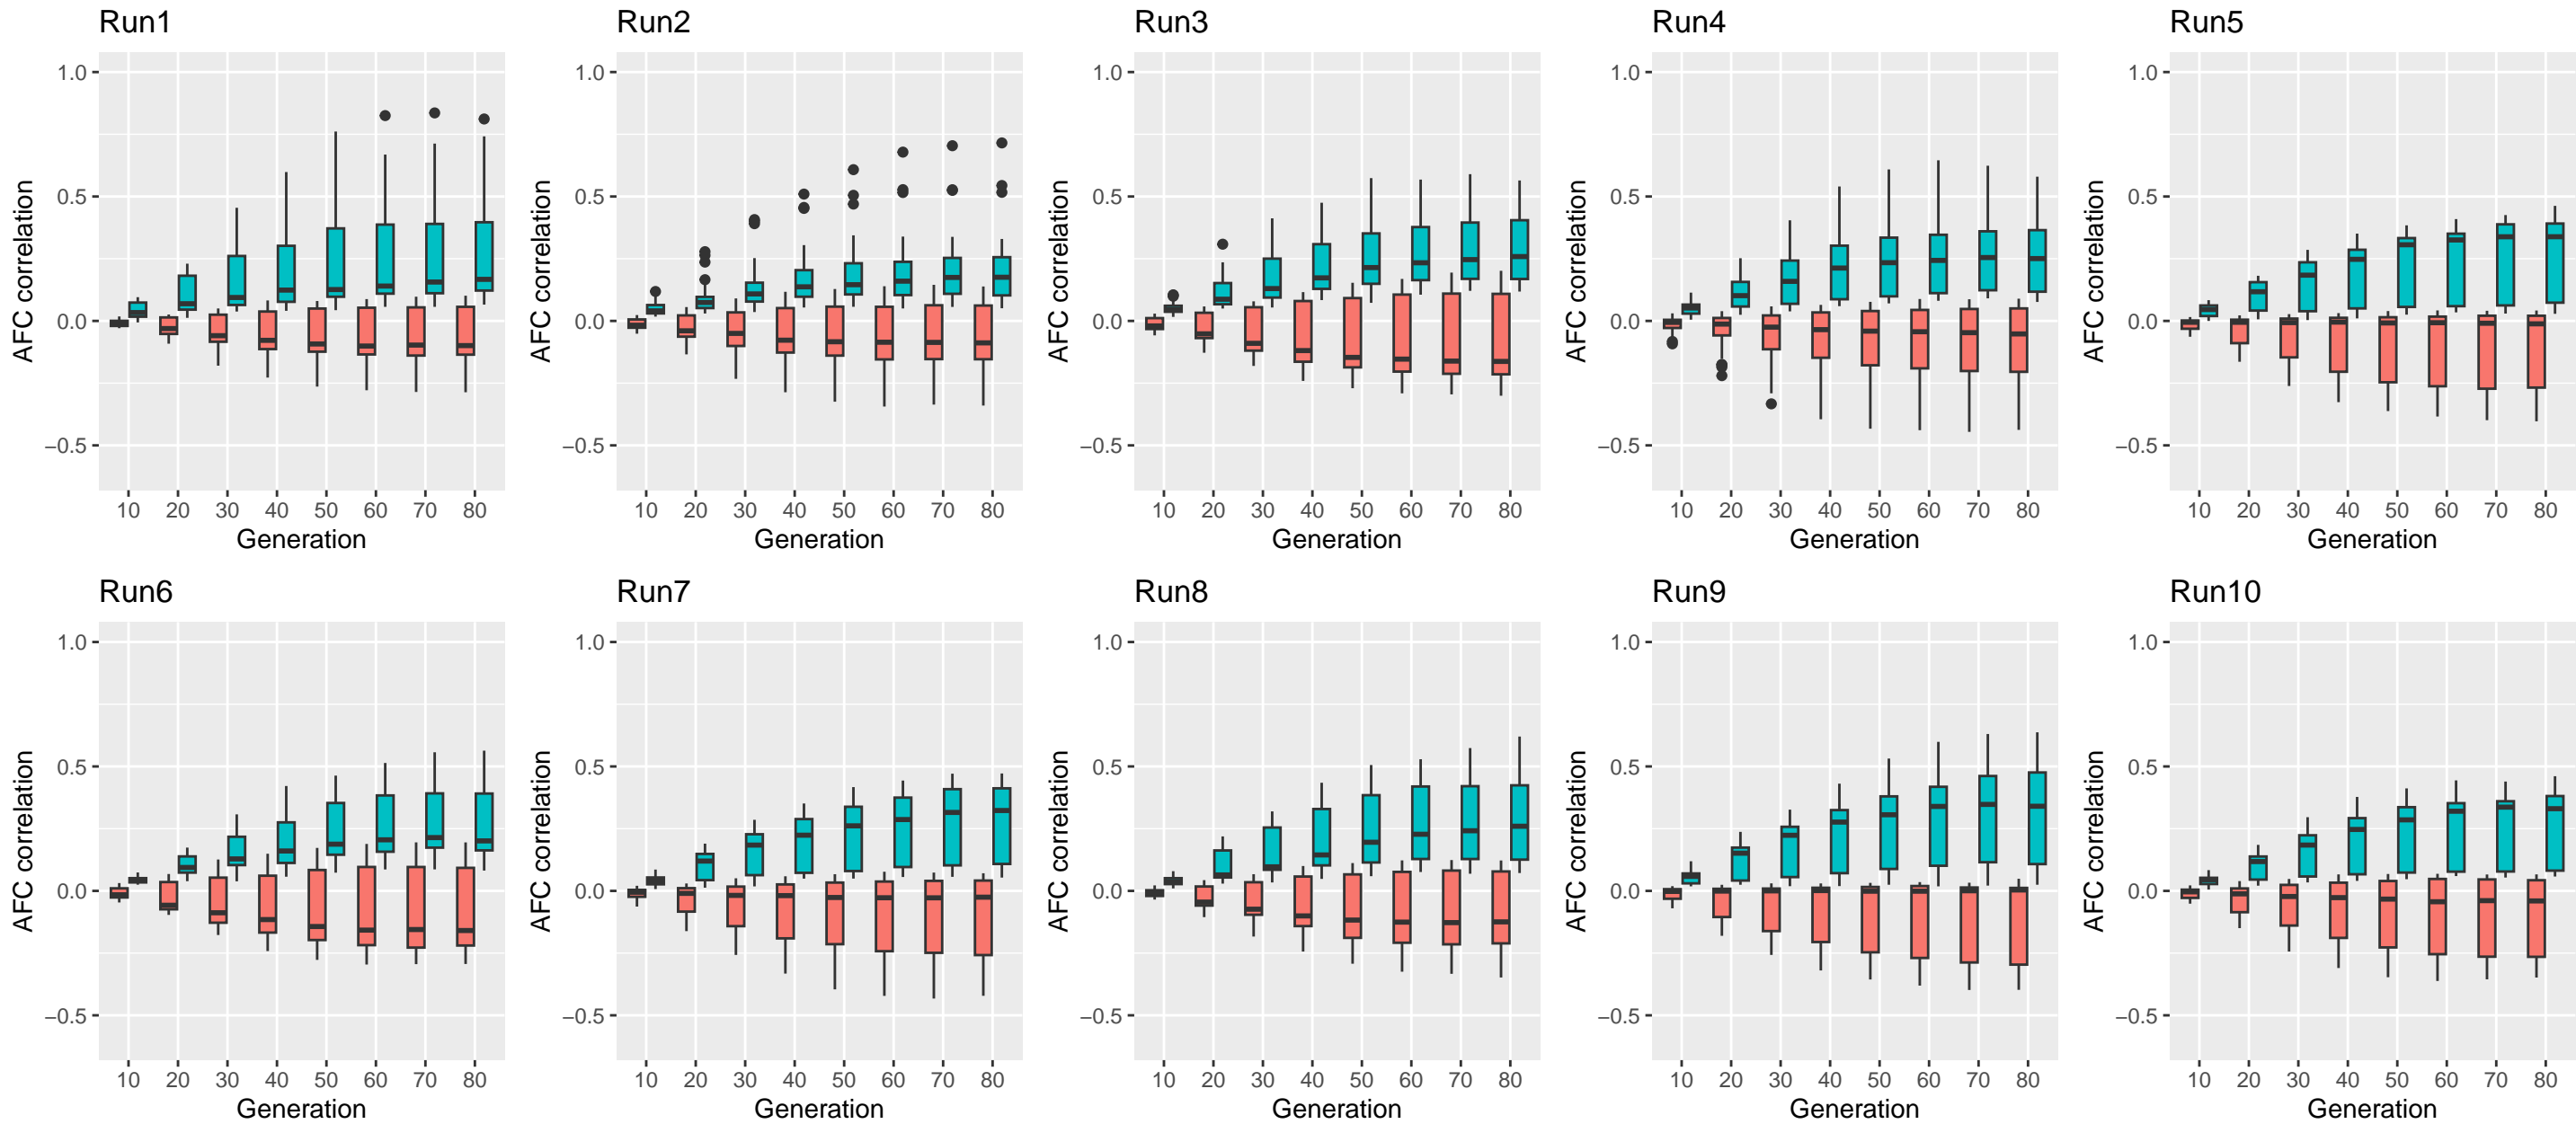 Run1 Run2 Run3 Run4 Run5
1.0 1.0 1.0 1.0 1.0
0.5 0.5 0.5 0.5 0.5
0.0 0.0 0.0 0.0 0.0
−0.5 −0.5 −0.5 −0.5 −0.5
AFC correlation AFC correlation AFC correlation AFC correlation AFC correlation
10 20 30 40 50 60 70 80 10 20 30 40 50 60 70 80 10 20 30 40 50 60 70 80 10 20 30 40 50 60 70 80 10 20 30 40 50 60 70 80
Generation Generation Generation Generation Generation
Run6 Run7 Run8 Run9 Run10
1.0 1.0 1.0 1.0 1.0
0.5 0.5 0.5 0.5 0.5
0.0 0.0 0.0 0.0 0.0
−0.5 −0.5 −0.5 −0.5 −0.5
AFC correlation AFC correlation AFC correlation AFC correlation AFC correlation
10 20 30 40 50 60 70 80 10 20 30 40 50 60 70 80 10 20 30 40 50 60 70 80 10 20 30 40 50 60 70 80 10 20 30 40 50 60 70 80
Generation Generation Generation Generation Generation